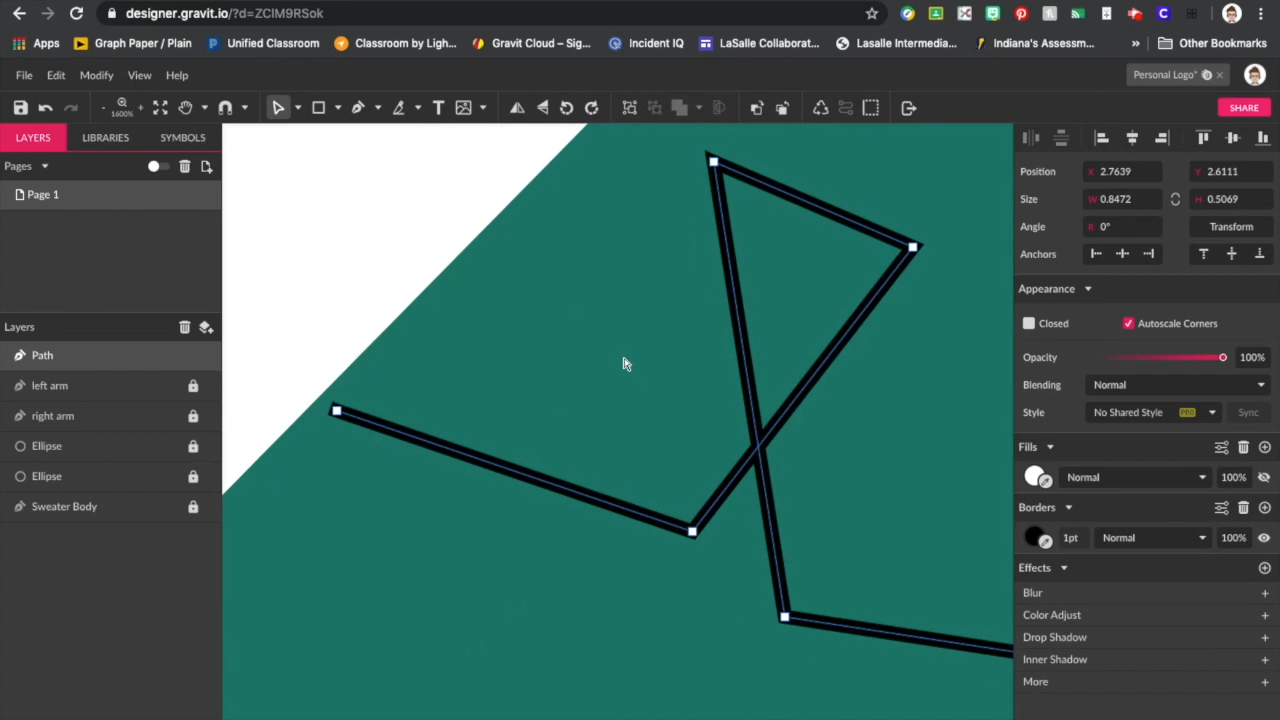 designer.gravit.io/?d=ZClM9RSok
Apps Graph Paper / Plain Unified Classroom Classroom by Ligh... Gravit Cloud – Sig... Incident IQ LaSalle Collaborat... Lasalle Intermedia... Indiana's Assessm... » Other Bookmarks
File Edit Modify View Help Personal Logo*
- 1600% + T SHARE
LAYERS LIBRARIES SYMBOLS
Pages
Page 1
Layers
Path
left arm
right arm
Ellipse
Ellipse
Sweater Body
Position X 2.7639 Y 2.6111
Size W 0.8472 H 0.5069
Angle R 0° Transform
Anchors
Appearance
Closed Autoscale Corners
Opacity 100%
Blending Normal
Style No Shared Style PRO Sync
Fills
Normal 100%
Borders
1pt Normal 100%
Effects
Blur +
Color Adjust +
Drop Shadow +
Inner Shadow +
More +